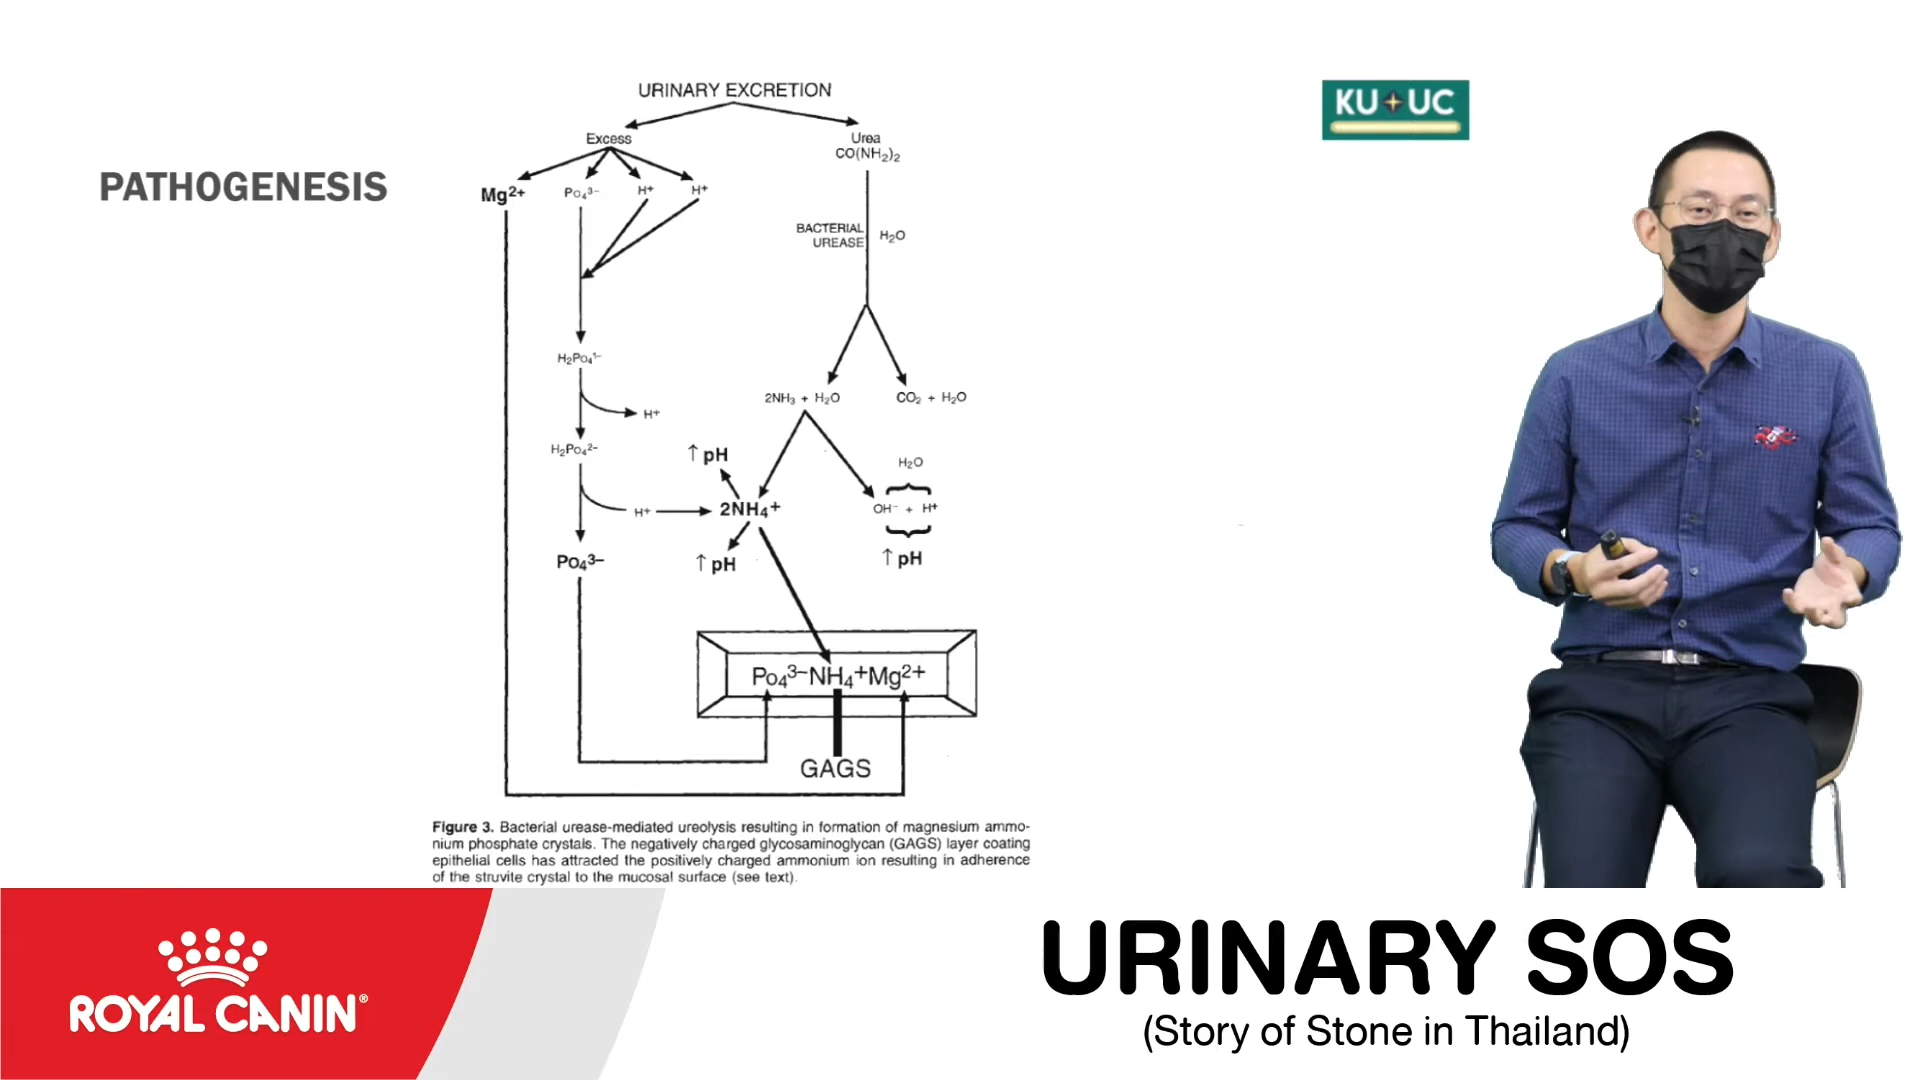 URINARY EXCRETION
KU+UC
Excess
Urea
CO(NH2)2
PATHOGENESIS
Mg2+
Po43−
H+
H+
BACTERIAL
UREASE
H2O
H2Po41−
2NH3 + H2O
CO2 + H2O
H+
H2Po42−
↑ pH
H2O
H+
2NH4+
OH− + H+
Po43−
↑ pH
↑ pH
Po43−NH4+Mg2+
GAGS
Figure 3. Bacterial urease-mediated ureolysis resulting in formation of magnesium ammo-
nium phosphate crystals. The negatively charged glycosaminoglycan (GAGS) layer coating
epithelial cells has attracted the positively charged ammonium ion resulting in adherence
of the struvite crystal to the mucosal surface (see text).
ROYAL CANIN®
URINARY SOS
(Story of Stone in Thailand)